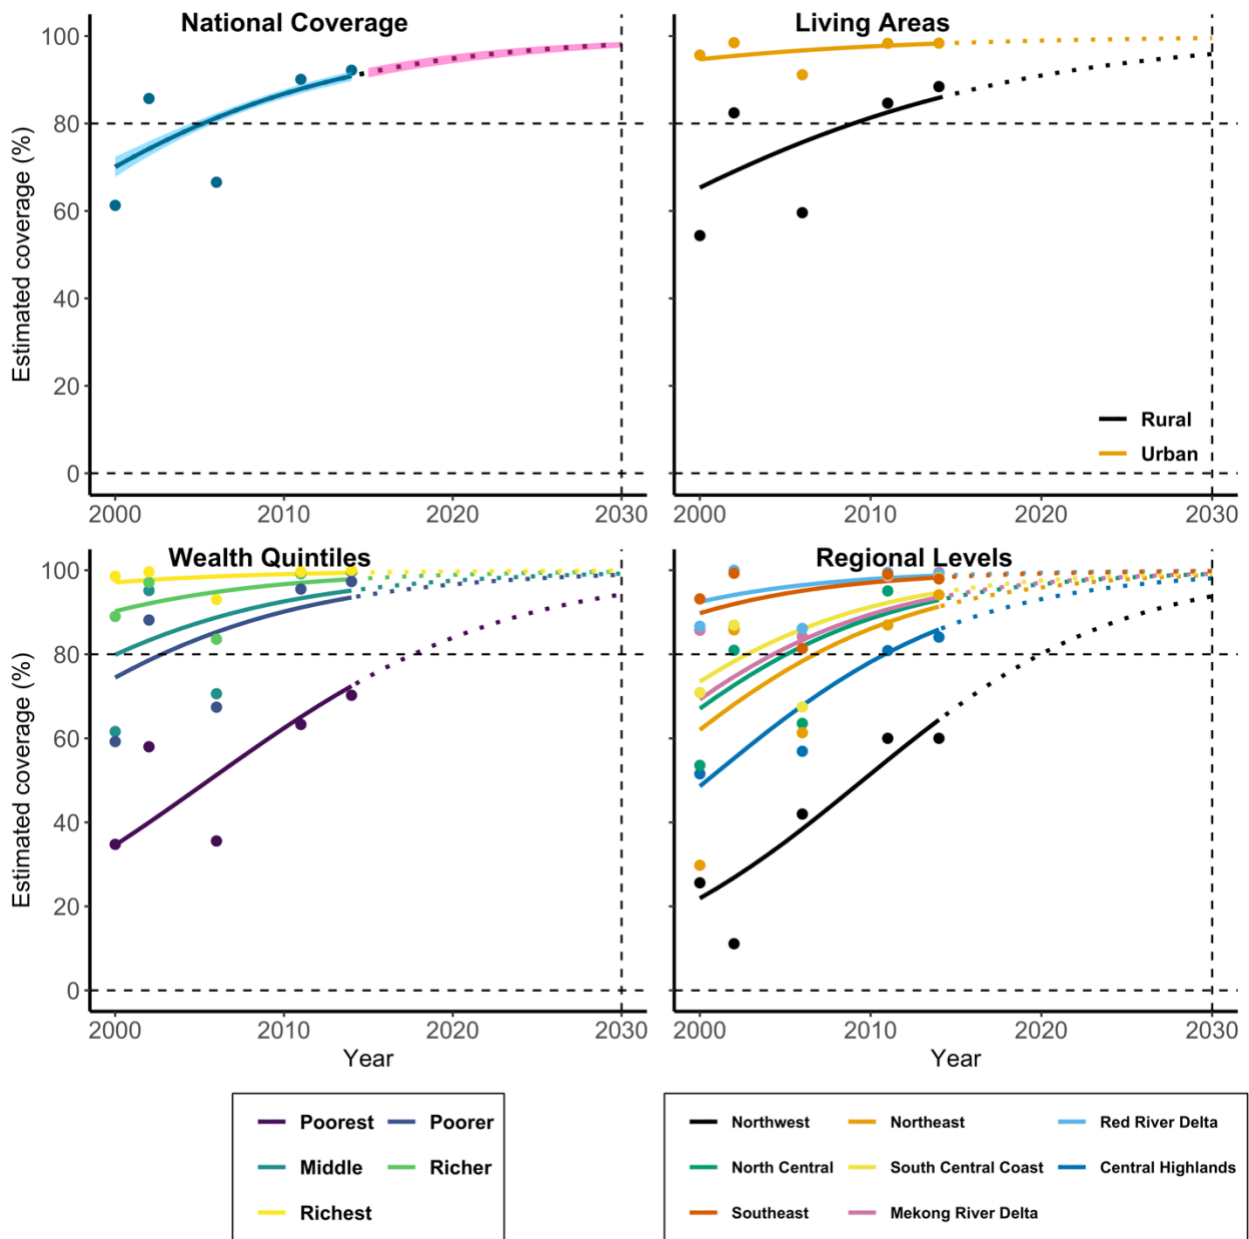 National Coverage
Living Areas
100
80
60
40
20
0
Estimated coverage (%)
2000 2010 2020 2030
2000 2010 2020 2030
Rural
Urban
Wealth Quintiles
Regional Levels
100
80
60
40
20
0
Estimated coverage (%)
2000 2010 2020 2030
2000 2010 2020 2030
Year
Year
Poorest Poorer
Middle Richer
Richest
Northwest Northeast Red River Delta
North Central South Central Coast Central Highlands
Southeast Mekong River Delta